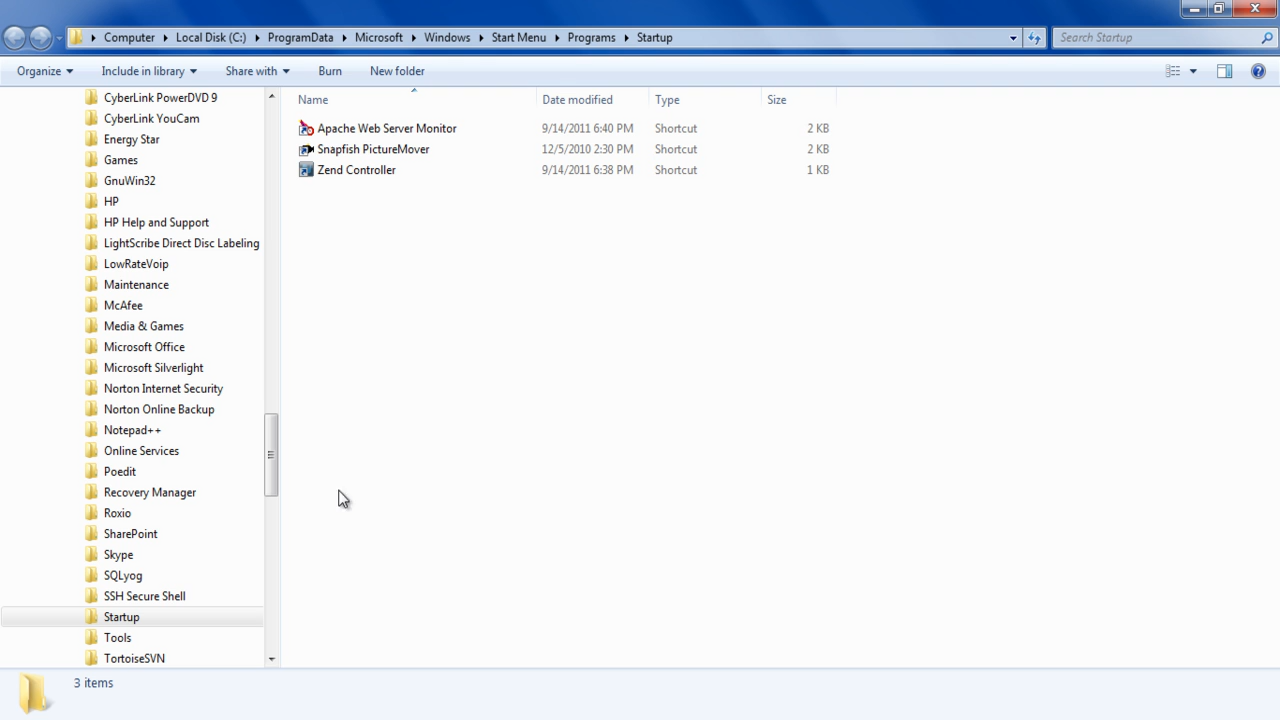 Computer Local Disk (C:) ProgramData Microsoft Windows Start Menu Programs Startup Search Startup
Organize Include in library Share with Burn New folder
Name Date modified Type Size
Apache Web Server Monitor 9/14/2011 6:40 PM Shortcut 2 KB
Snapfish PictureMover 12/5/2010 2:30 PM Shortcut 2 KB
Zend Controller 9/14/2011 6:38 PM Shortcut 1 KB
CyberLink PowerDVD 9
CyberLink YouCam
Energy Star
Games
GnuWin32
HP
HP Help and Support
LightScribe Direct Disc Labeling
LowRateVoip
Maintenance
McAfee
Media & Games
Microsoft Office
Microsoft Silverlight
Norton Internet Security
Norton Online Backup
Notepad++
Online Services
Poedit
Recovery Manager
Roxio
SharePoint
Skype
SQLyog
SSH Secure Shell
Startup
Tools
TortoiseSVN
3 items